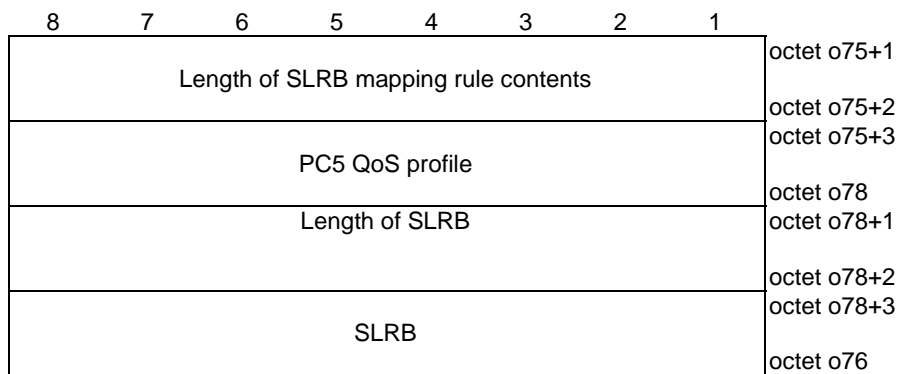 8 7 6 5 4 3 2 1
octet o75+1
Length of SLRB mapping rule contents
octet o75+2
octet o75+3
PC5 QoS profile
octet o78
Length of SLRB octet o78+1
octet o78+2
octet o78+3
SLRB
octet o76